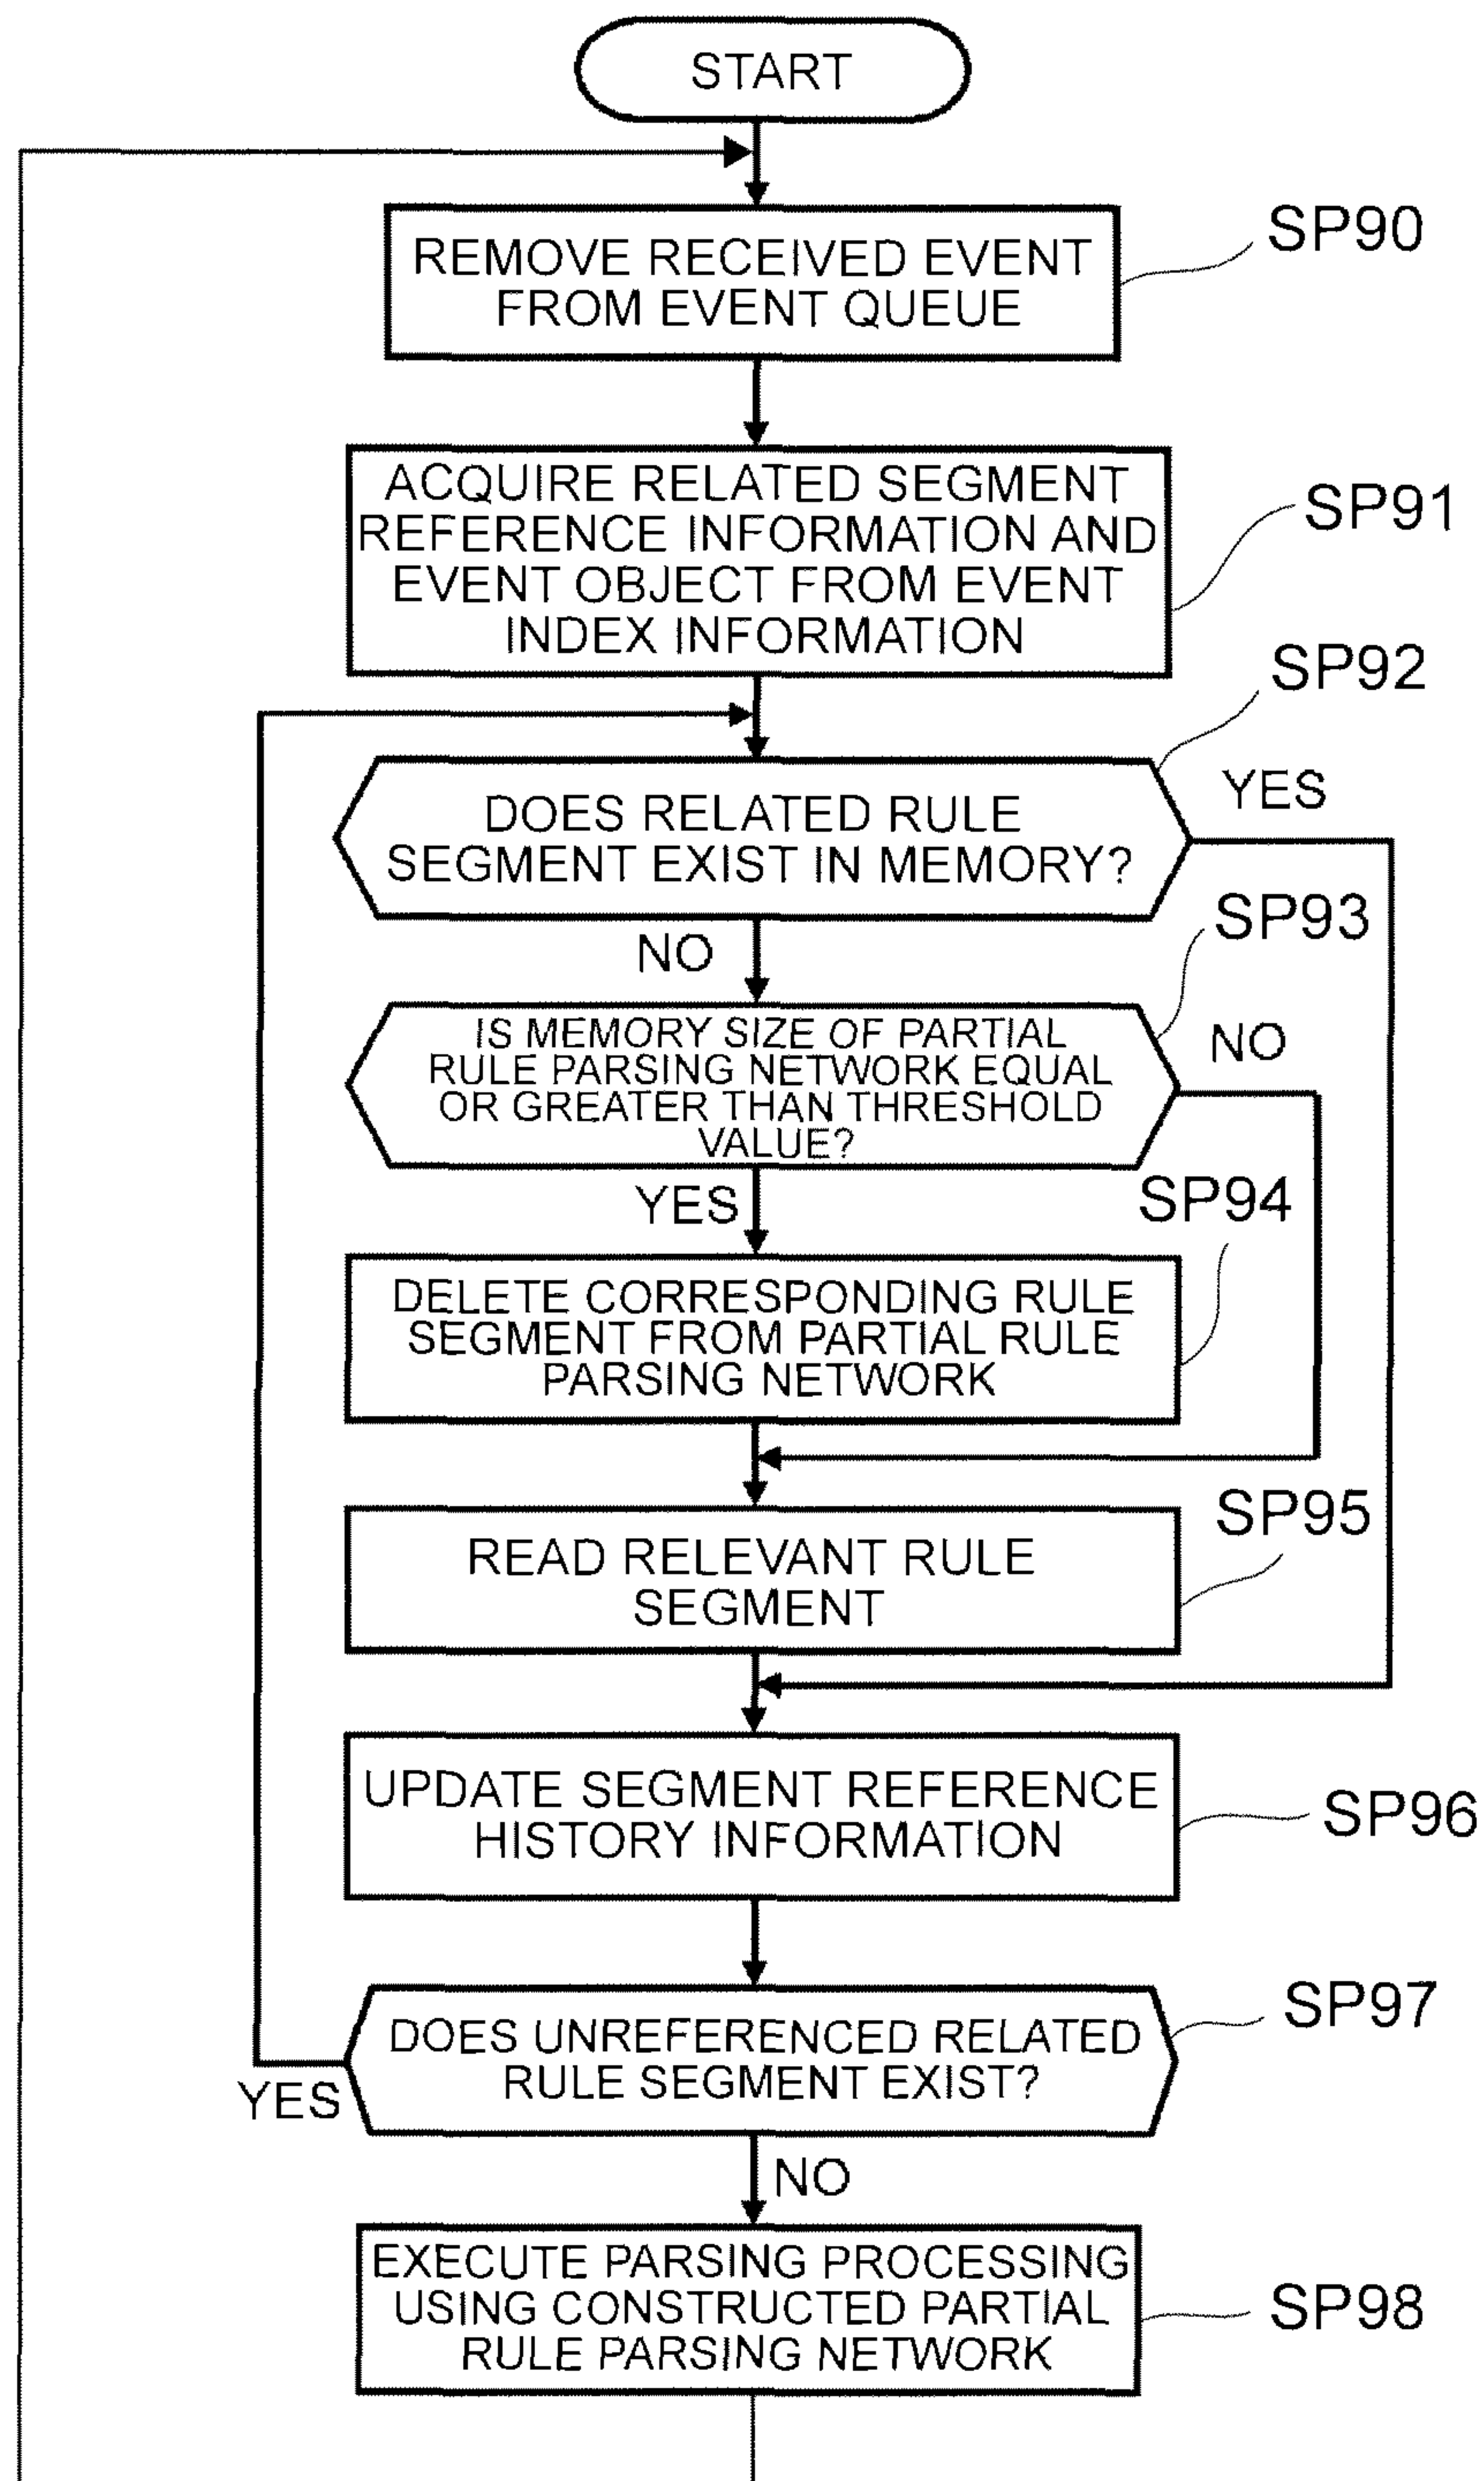 START
REMOVE RECEIVED EVENT
FROM EVENT QUEUE
SP90
ACQUIRE RELATED SEGMENT
REFERENCE INFORMATION AND
EVENT OBJECT FROM EVENT
INDEX INFORMATION
SP91
SP92
DOES RELATED RULE
SEGMENT EXIST IN MEMORY?
YES
NO
SP93
IS MEMORY SIZE OF PARTIAL
RULE PARSING NETWORK EQUAL
OR GREATER THAN THRESHOLD
VALUE?
NO
YES
SP94
DELETE CORRESPONDING RULE
SEGMENT FROM PARTIAL RULE
PARSING NETWORK
SP95
READ RELEVANT RULE
SEGMENT
UPDATE SEGMENT REFERENCE
HISTORY INFORMATION
SP96
SP97
DOES UNREFERENCED RELATED
RULE SEGMENT EXIST?
YES
NO
EXECUTE PARSING PROCESSING
USING CONSTRUCTED PARTIAL
RULE PARSING NETWORK
SP98